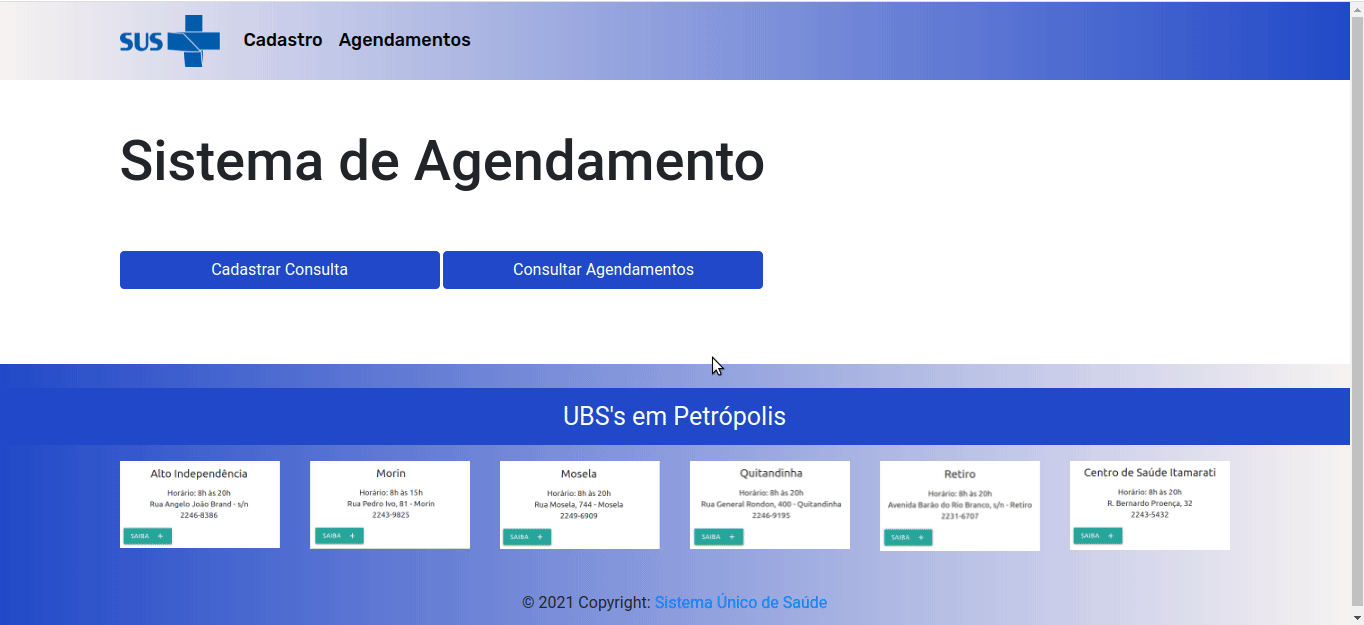 SUS Cadastro Agendamentos
Sistema de Agendamento
Cadastrar Consulta Consultar Agendamentos
UBS's em Petrópolis
Alto Independência
Horário: 8h às 20h
Rua Angelo João Brand - s/n
2246-8386
SAIBA +
Morin
Horário: 8h às 15h
Rua Pedro Ivo, 81 - Morin
2243-9825
SAIBA +
Mosela
Horário: 8h às 20h
Rua Mosela, 744 - Mosela
2249-6909
SAIBA +
Quitandinha
Horário: 8h às 20h
Rua General Rondon, 400 - Quitandinha
2246-9195
SAIBA +
Retiro
Horário: 8h às 20h
Avenida Barão do Rio Branco, s/n - Retiro
2231-6707
SAIBA +
Centro de Saúde Itamarati
Horário: 8h às 20h
R. Bernardo Proença, 32
2243-5432
SAIBA +
© 2021 Copyright: Sistema Único de Saúde